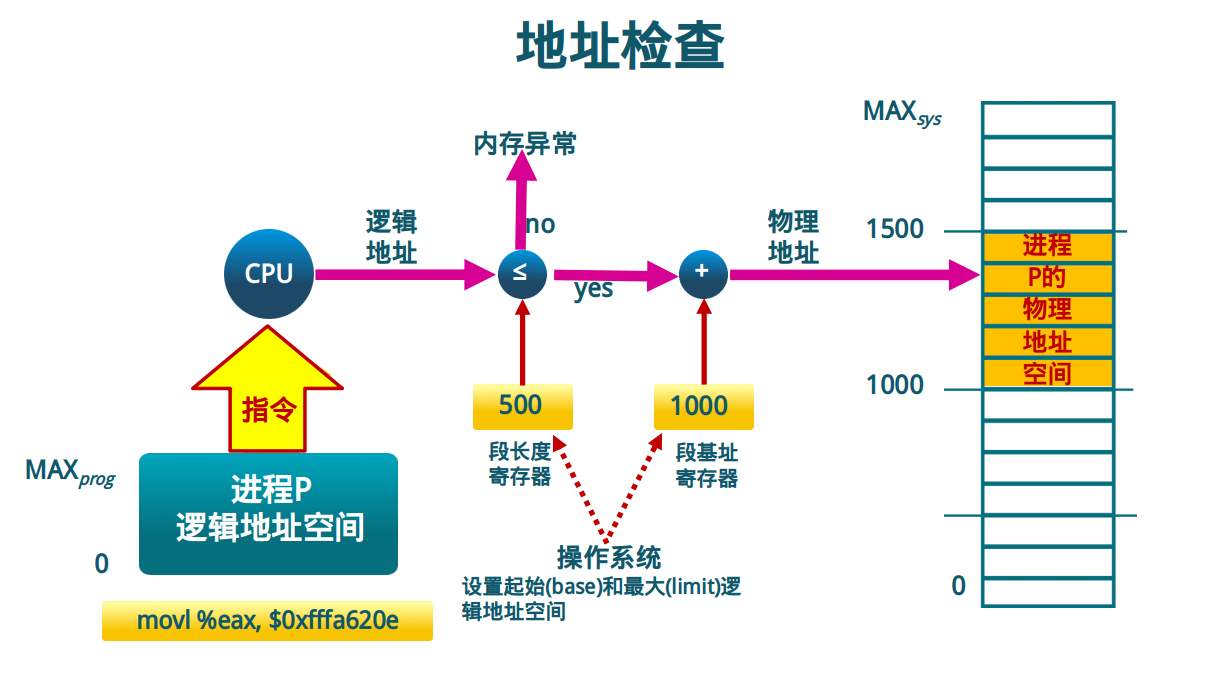 地址检查
MAXsys
内存异常
no
逻辑
地址
物理
地址
1500
CPU
≤
yes
+
进程
P的
物理
地址
空间
1000
指令
500
1000
段长度
寄存器
段基址
寄存器
MAXprog
进程P
逻辑地址空间
0
操作系统
设置起始(base)和最大(limit)逻
辑地址空间
0
movl %eax, $0xfffa620e